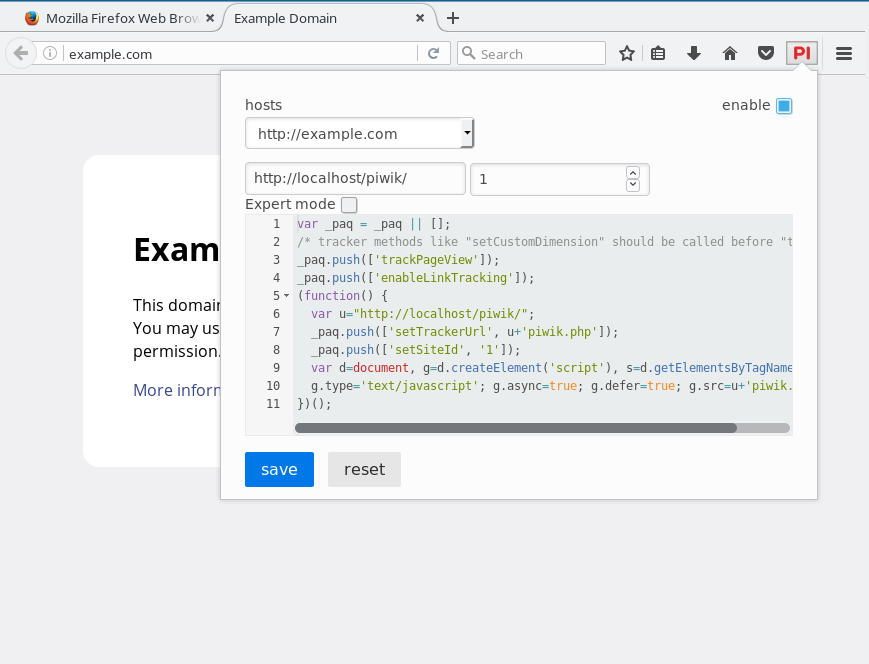 Mozilla Firefox Web Brow
Example Domain
example.com
Search
PI
hosts
enable
http://example.com
http://localhost/piwik/
1
Expert mode
1 var _paq = _paq || [];
2 /* tracker methods like "setCustomDimension" should be called before "t
3 _paq.push(['trackPageView']);
4 _paq.push(['enableLinkTracking']);
5 (function() {
6 var u="http://localhost/piwik/";
7 _paq.push(['setTrackerUrl', u+'piwik.php']);
8 _paq.push(['setSiteId', '1']);
9 var d=document, g=d.createElement('script'), s=d.getElementsByTagName
10 g.type='text/javascript'; g.async=true; g.defer=true; g.src=u+'piwik.
11 })();
save
reset
Exam
This domain
You may us
permission.
More inforn